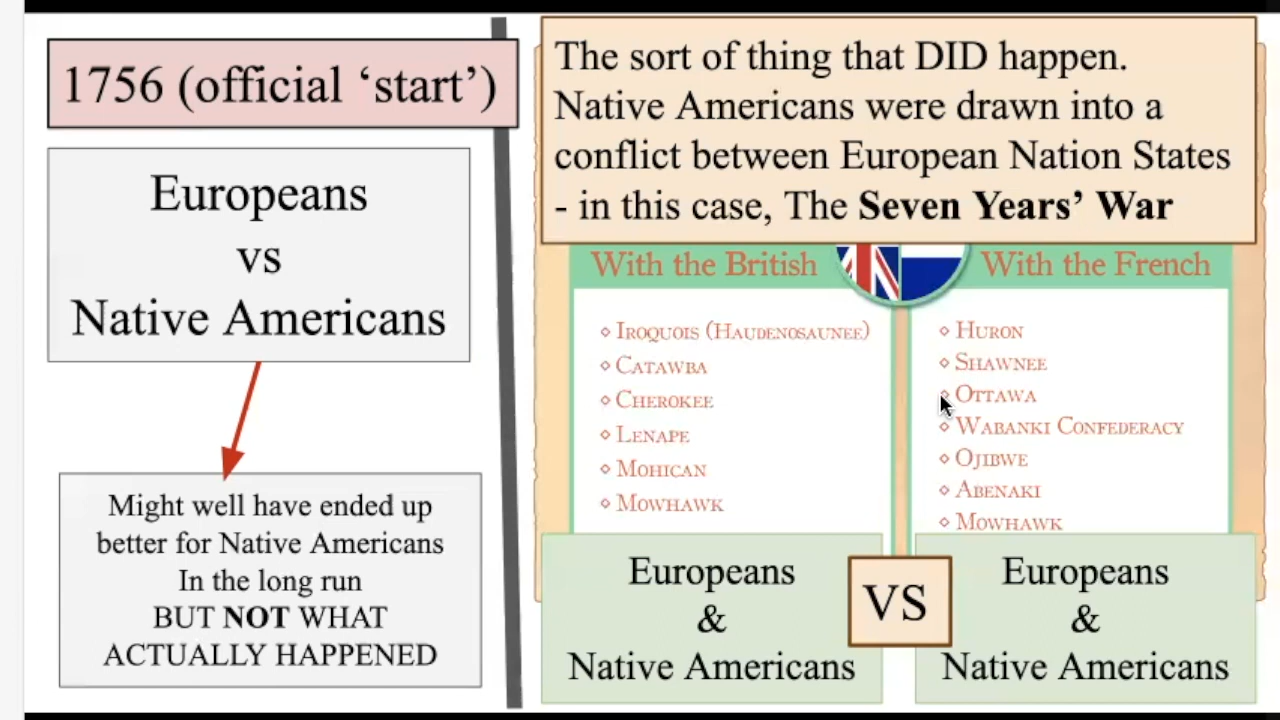 1756 (official ‘start’)
Europeans
vs
Native Americans
Might well have ended up
better for Native Americans
In the long run
BUT NOT WHAT
ACTUALLY HAPPENED
The sort of thing that DID happen.
Native Americans were drawn into a
conflict between European Nation States
- in this case, The Seven Years’ War
With the British
Iroquois (Haudenosaunee)
Catawba
Cherokee
Lenape
Mohican
Mowhawk
With the French
Huron
Shawnee
Ottawa
Wabanki Confederacy
Ojibwe
Abenaki
Mowhawk
Europeans
&
Native Americans
VS
Europeans
&
Native Americans